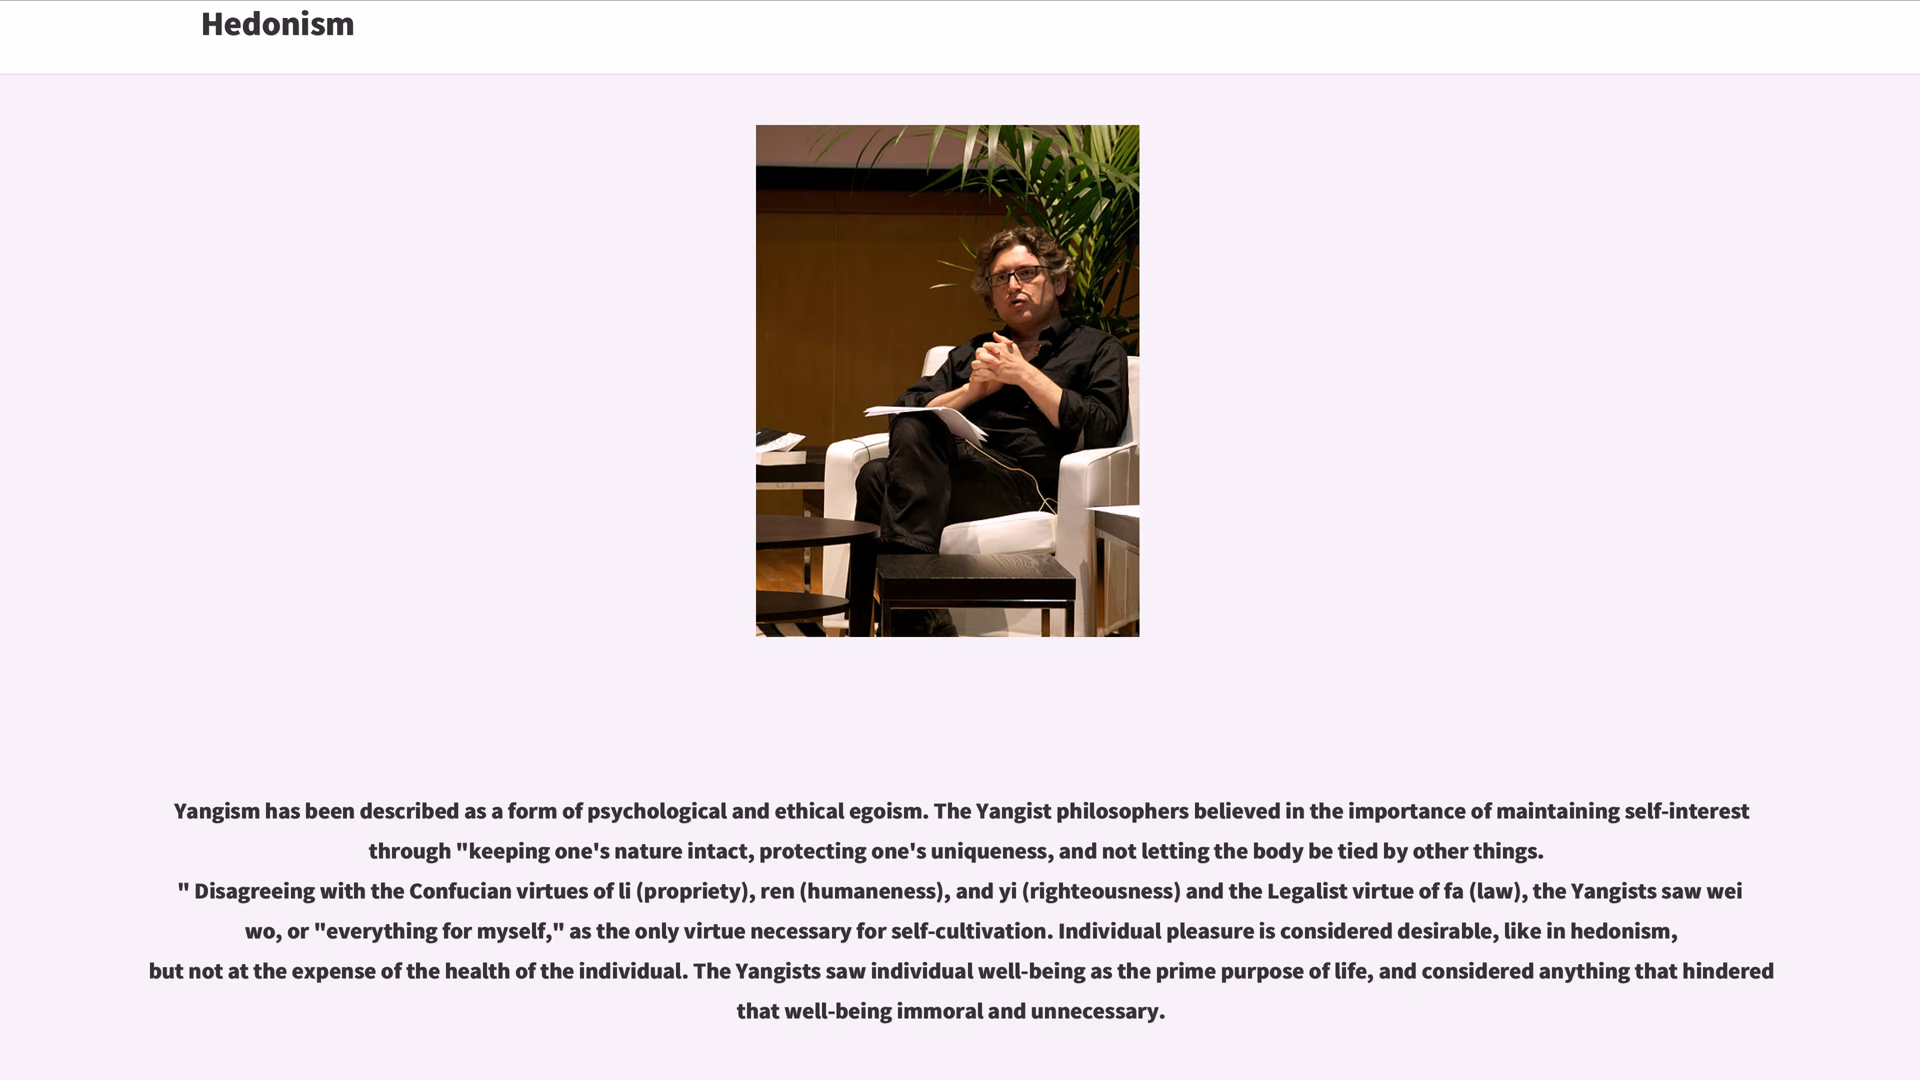 Hedonism
Yangism has been described as a form of psychological and ethical egoism. The Yangist philosophers believed in the importance of maintaining self-interest
through "keeping one's nature intact, protecting one's uniqueness, and not letting the body be tied by other things.
" Disagreeing with the Confucian virtues of li (propriety), ren (humaneness), and yi (righteousness) and the Legalist virtue of fa (law), the Yangists saw wei
wo, or "everything for myself," as the only virtue necessary for self-cultivation. Individual pleasure is considered desirable, like in hedonism,
but not at the expense of the health of the individual. The Yangists saw individual well-being as the prime purpose of life, and considered anything that hindered
that well-being immoral and unnecessary.